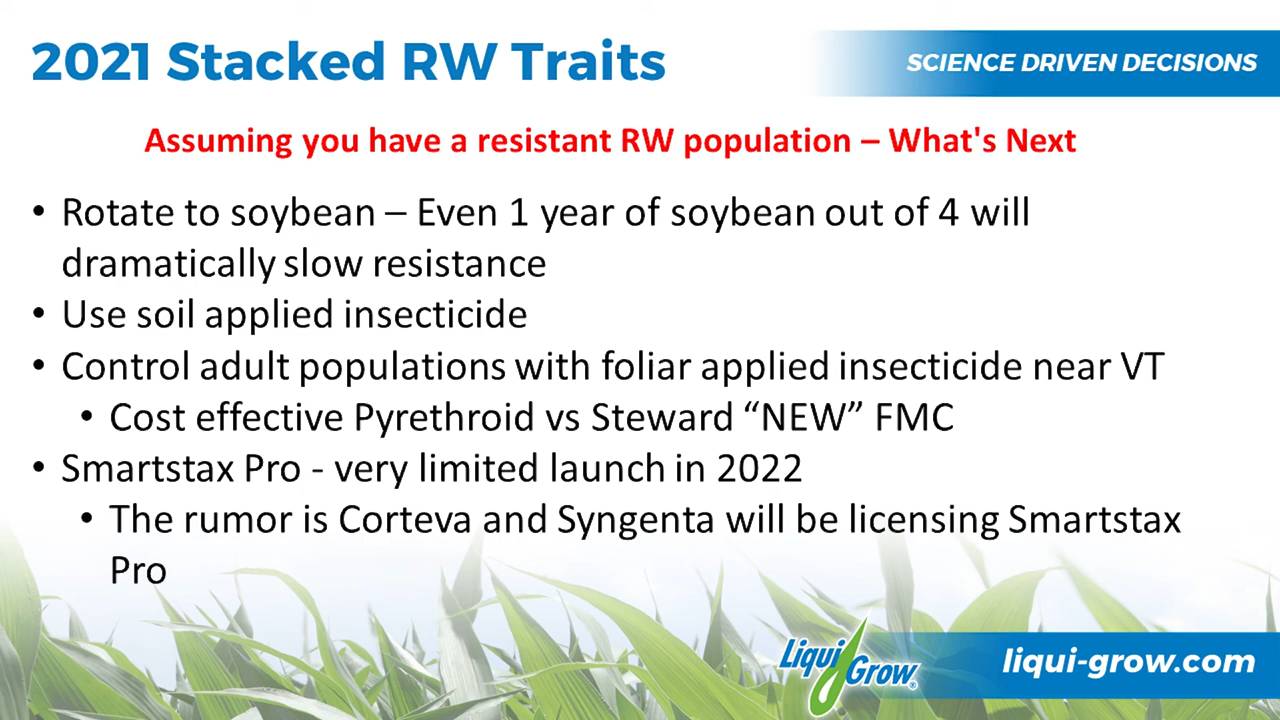 2021 Stacked RW Traits
SCIENCE DRIVEN DECISIONS
Assuming you have a resistant RW population – What's Next
• Rotate to soybean – Even 1 year of soybean out of 4 will
dramatically slow resistance
• Use soil applied insecticide
• Control adult populations with foliar applied insecticide near VT
• Cost effective Pyrethroid vs Steward “NEW” FMC
• Smartstax Pro - very limited launch in 2022
• The rumor is Corteva and Syngenta will be licensing Smartstax
Pro
LIQUI GROW®
liqui-grow.com